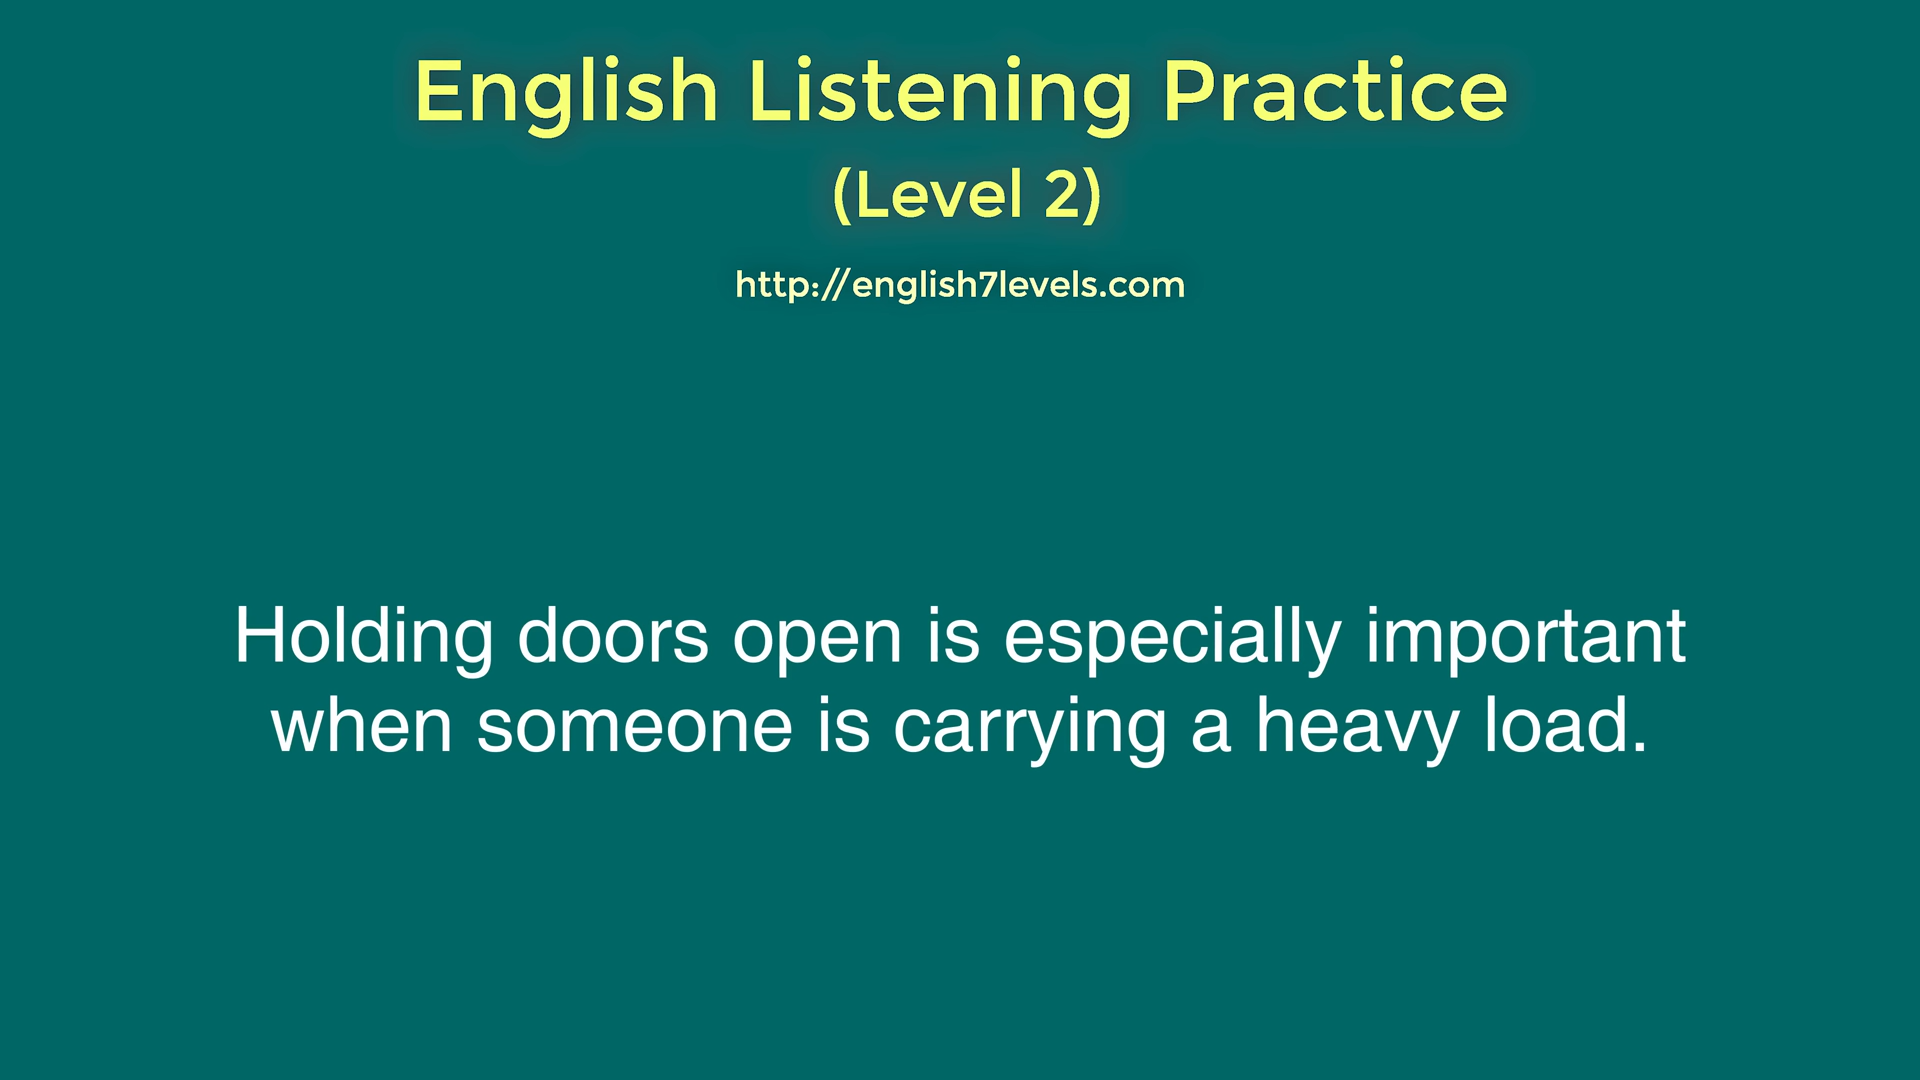 English Listening Practice
(Level 2)
http://english7levels.com
Holding doors open is especially important
when someone is carrying a heavy load.